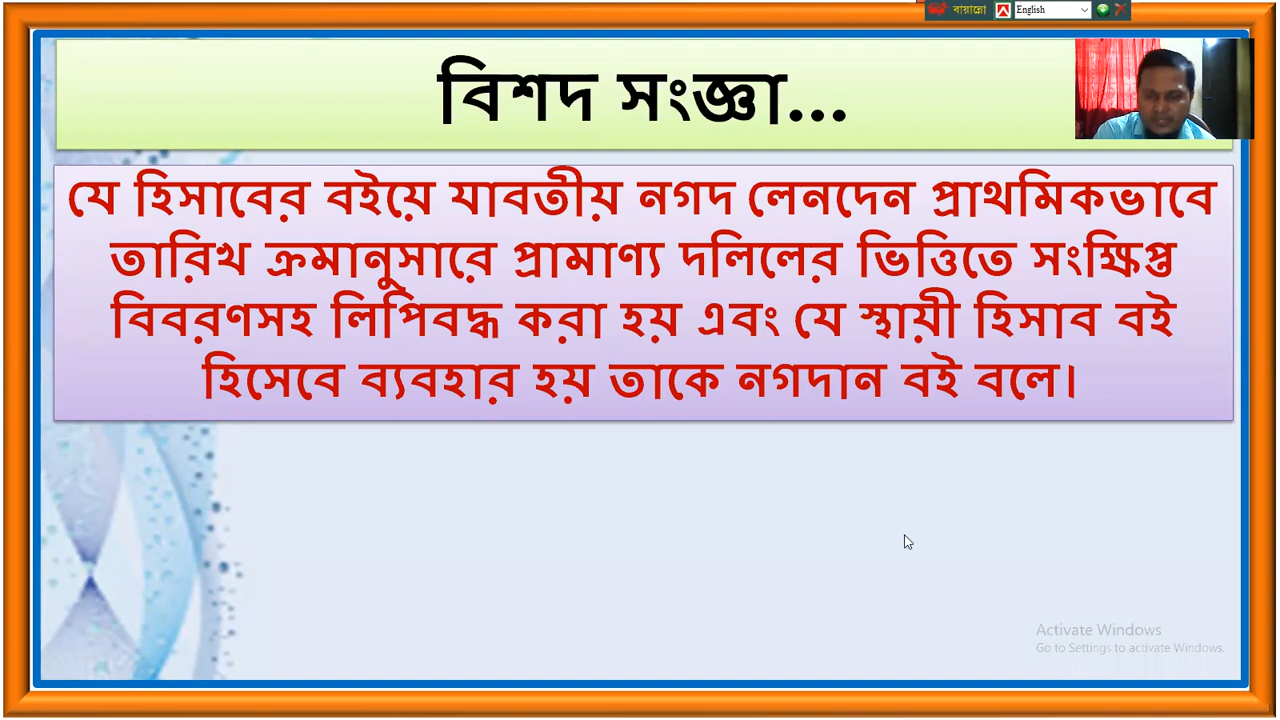 বায়ান্নো
English
বিশদ সংজ্ঞা...
যে হিসাবের বইয়ে যাবতীয় নগদ লেনদেন প্রাথমিকভাবে
তারিখ ক্রমানুসারে প্রামাণ্য দলিলের ভিত্তিতে সংক্ষিপ্ত
বিবরণসহ লিপিবদ্ধ করা হয় এবং যে স্থায়ী হিসাব বই
হিসেবে ব্যবহার হয় তাকে নগদান বই বলে।
Activate Windows
Go to Settings to activate Windows.